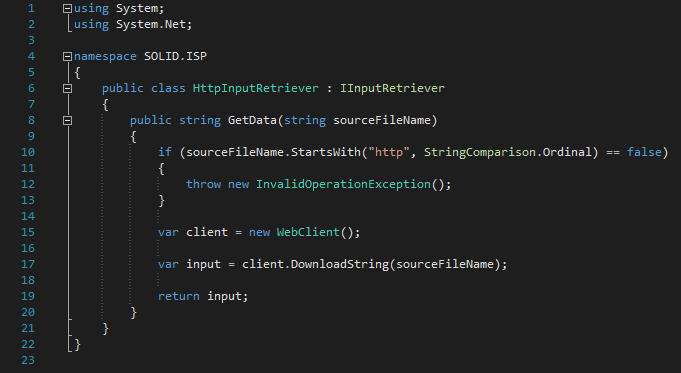 1 using System;
2 using System.Net;
3
4 namespace SOLID.ISP
5 {
6 public class HttpInputRetriever : IInputRetriever
7 {
8 public string GetData(string sourceFileName)
9 {
10 if (sourceFileName.StartsWith("http", StringComparison.Ordinal) == false)
11 {
12 throw new InvalidOperationException();
13 }
14
15 var client = new WebClient();
16
17 var input = client.DownloadString(sourceFileName);
18
19 return input;
20 }
21 }
22 }
23